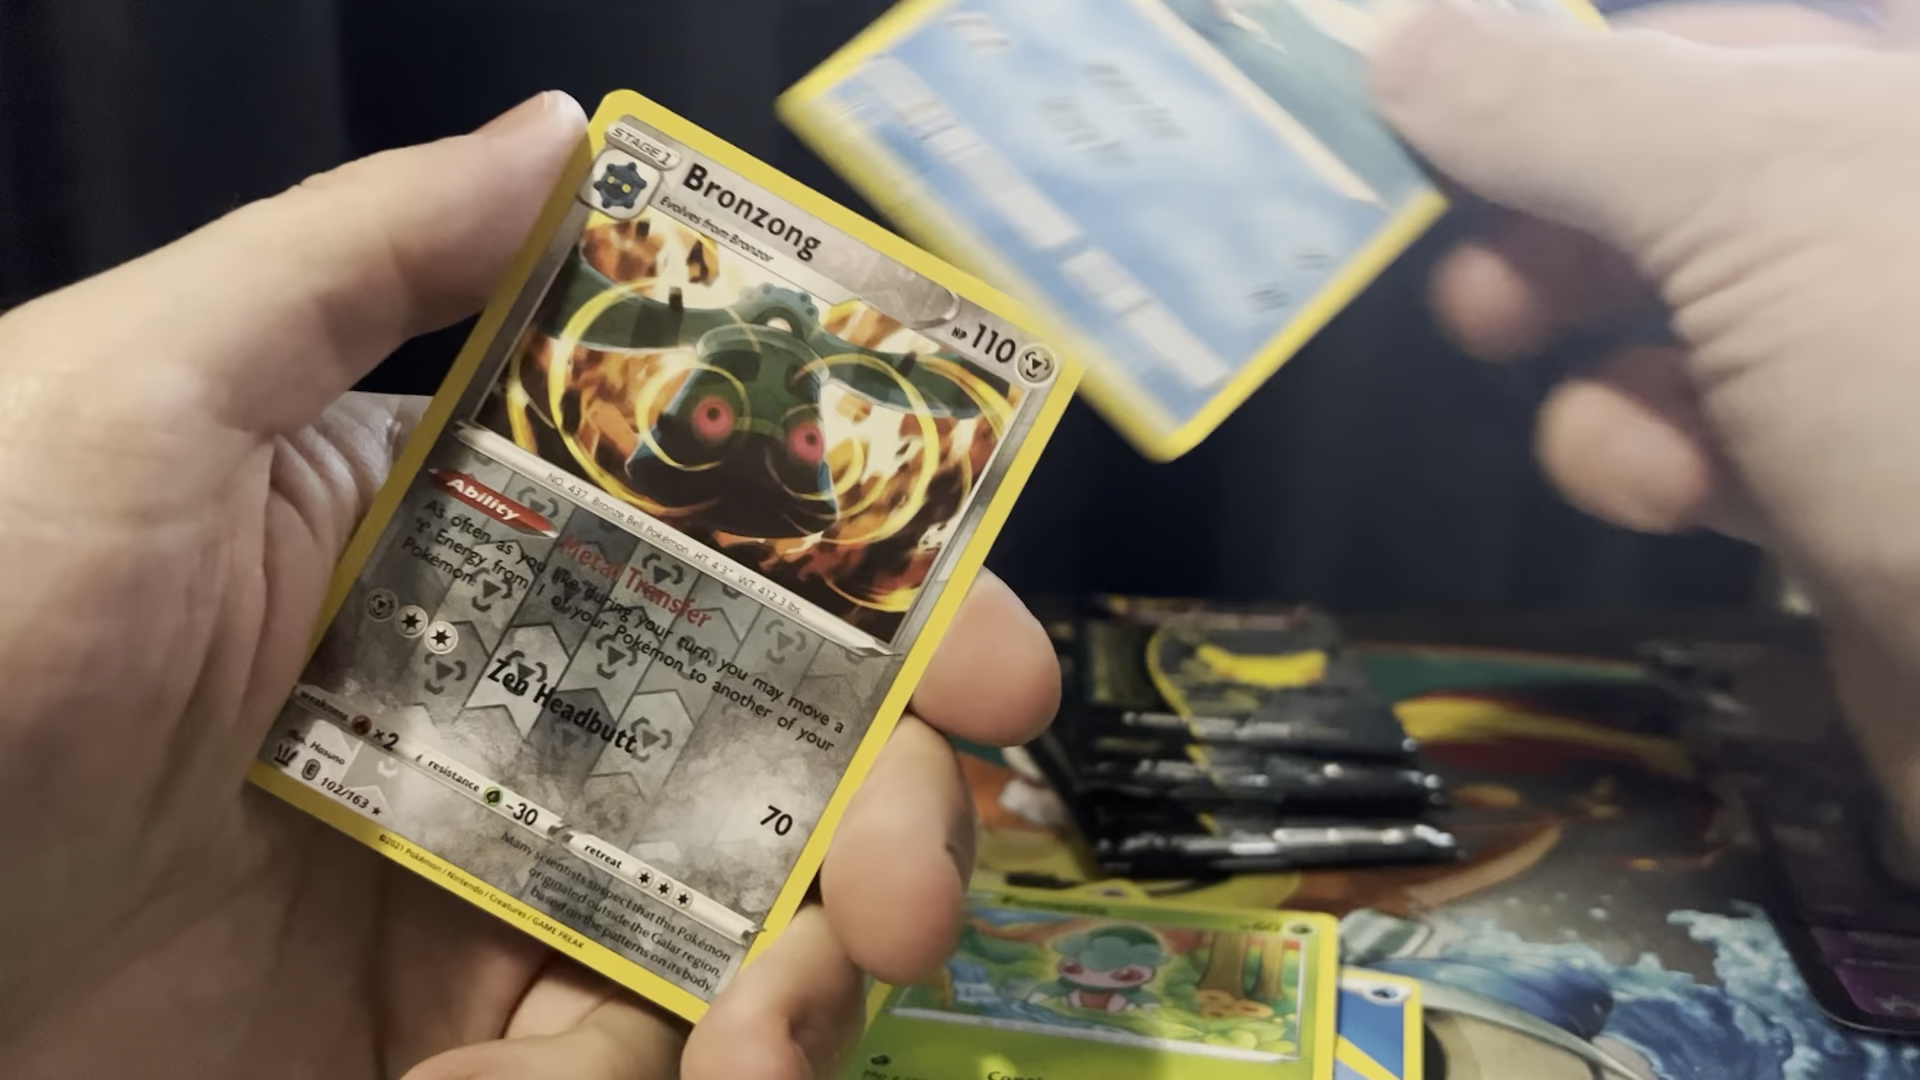 STAGE 1
Bronzong
Evolves from Bronzor
HP 110
NO. 437 Bronze Bell Pokémon HT: 4'3" WT: 412.3 lbs.
Ability
Metal Transfer
As often as you like during your turn, you may move a
Energy from 1 of your Pokémon to another of your
Pokémon.
Zen Headbutt
70
weakness ×2
resistance -30
retreat
Illus. Hasuno
E 102/163 ★
Many scientists suspect that this Pokémon
originated outside the Galar region,
based on the patterns on its body.
©2021 Pokémon / Nintendo / Creatures / GAME FREAK
60